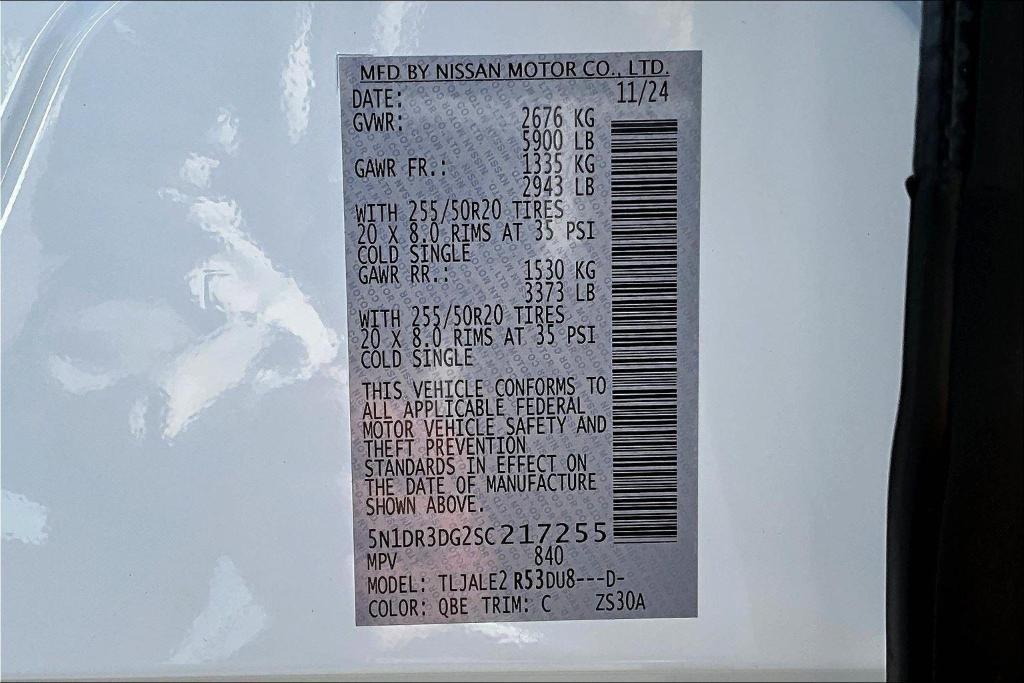 MFD BY NISSAN MOTOR CO., LTD.
DATE: 11/24
GVWR: 2676 KG
5900 LB
GAWR FR.: 1335 KG
2943 LB
WITH 255/50R20 TIRES
20 X 8.0 RIMS AT 35 PSI
COLD SINGLE
GAWR RR.: 1530 KG
3373 LB
WITH 255/50R20 TIRES
20 X 8.0 RIMS AT 35 PSI
COLD SINGLE
THIS VEHICLE CONFORMS TO
ALL APPLICABLE FEDERAL
MOTOR VEHICLE SAFETY AND
THEFT PREVENTION
STANDARDS IN EFFECT ON
THE DATE OF MANUFACTURE
SHOWN ABOVE.
5N1DR3DG2SC217255
MPV 840
MODEL: TLJALE2 R53DU8---D-
COLOR: QBE TRIM: C ZS30A